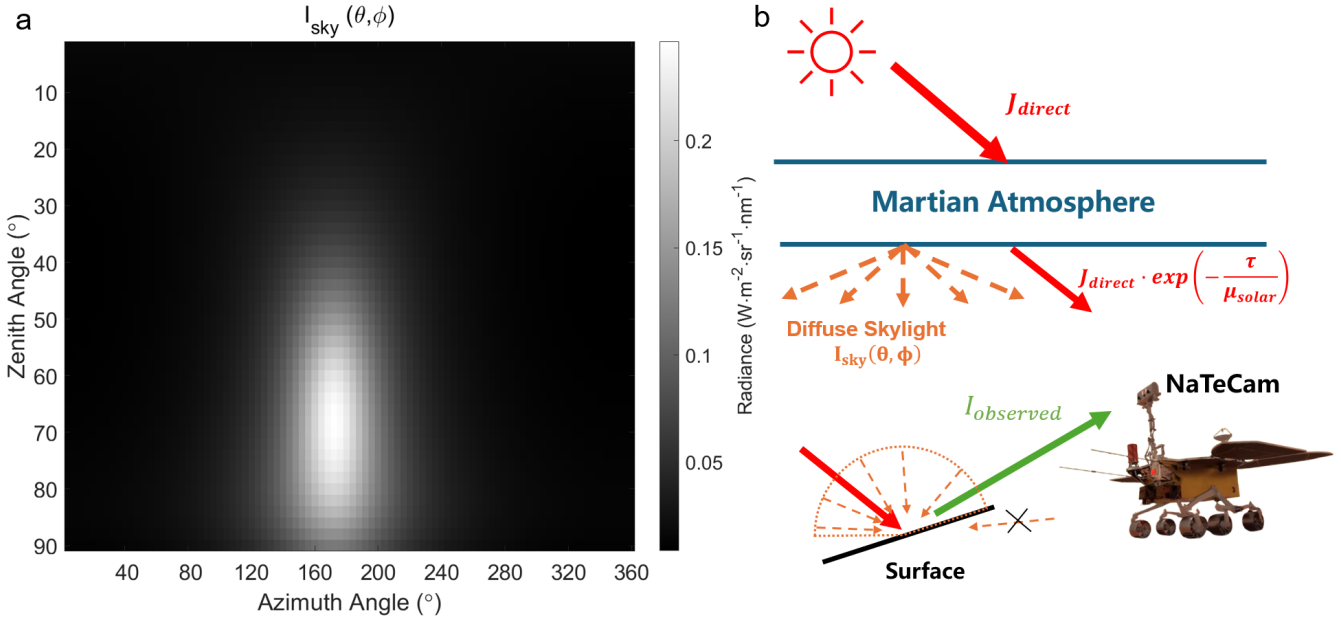 a
I_sky (θ,ϕ)
10
20
30
40
50
60
70
80
90
Zenith Angle (°)
40
80
120
160
200
240
280
320
360
Azimuth Angle (°)
0.2
0.15
0.1
0.05
Radiance (W·m⁻²·sr⁻¹·nm⁻¹)
b
J_direct
Martian Atmosphere
J_direct · exp(−τ/μ_solar)
Diffuse Skylight
I_sky(θ,ϕ)
NaTeCam
I_observed
Surface